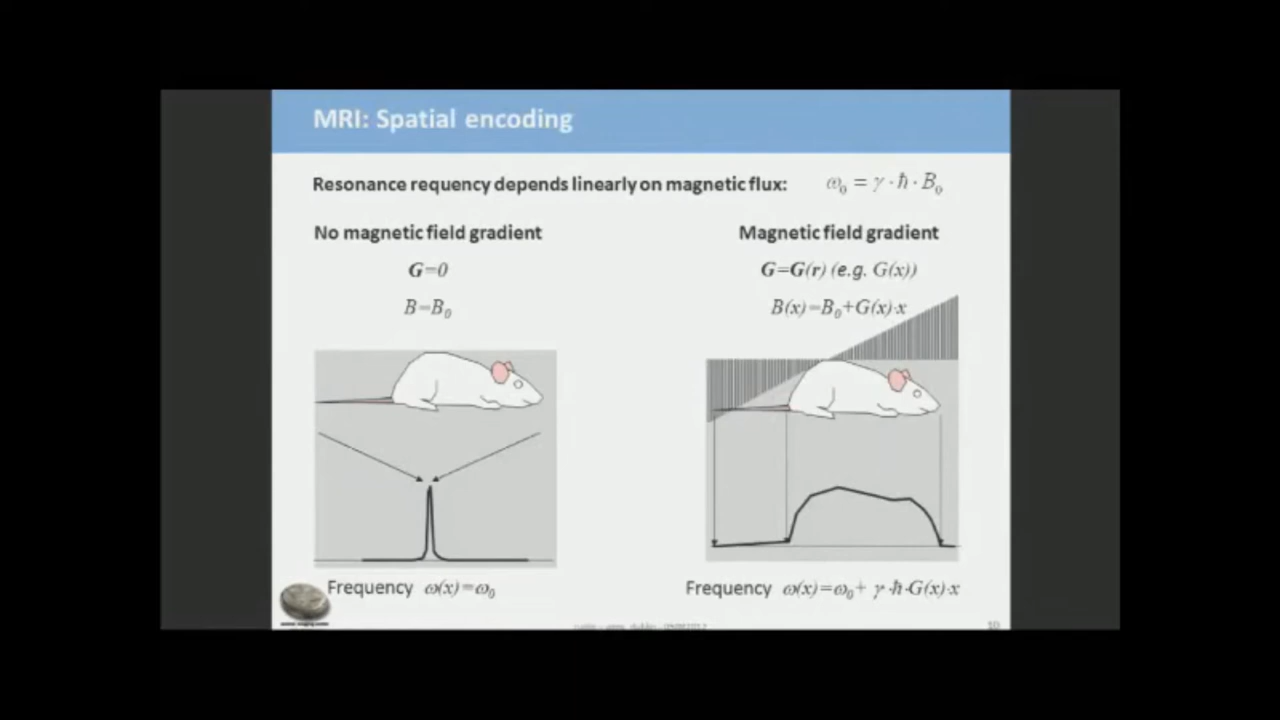 MRI: Spatial encoding
Resonance requency depends linearly on magnetic flux: ω₀ = γ · ħ · B₀
No magnetic field gradient
G=0
B=B₀
Frequency ω(x)=ω₀
Magnetic field gradient
G=G(r) (e.g. G(x))
B(x)=B₀+G(x)·x
Frequency ω(x)=ω₀+ γ·ħ·G(x)·x
10